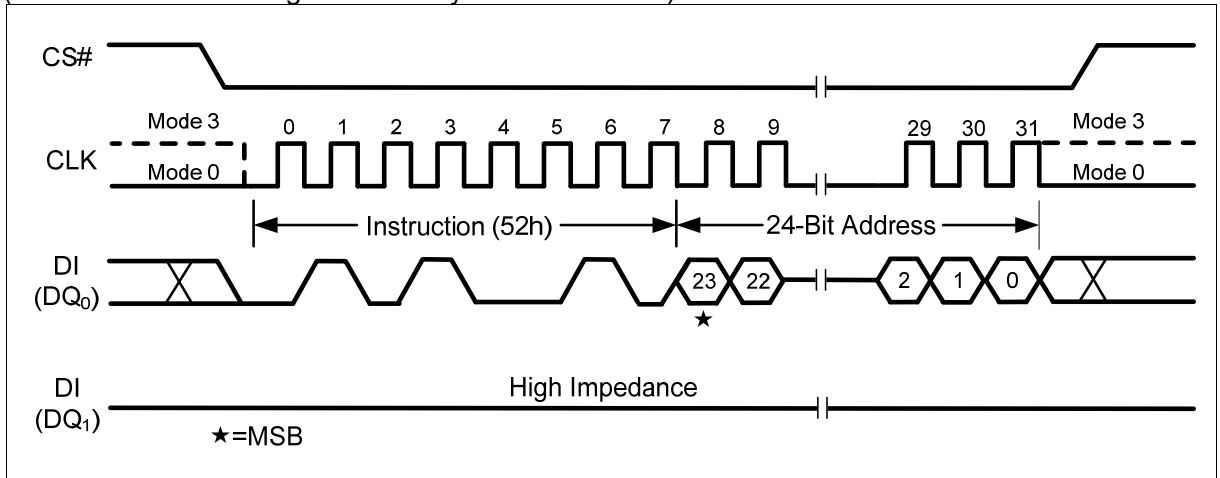 CS#
Mode 3 0 1 2 3 4 5 6 7 8 9 29 30 31 Mode 3
CLK
Mode 0 Mode 0
Instruction (52h) 24-Bit Address
DI
(DQ0) 23 22 2 1 0
★
DI High Impedance
(DQ1)
★=MSB